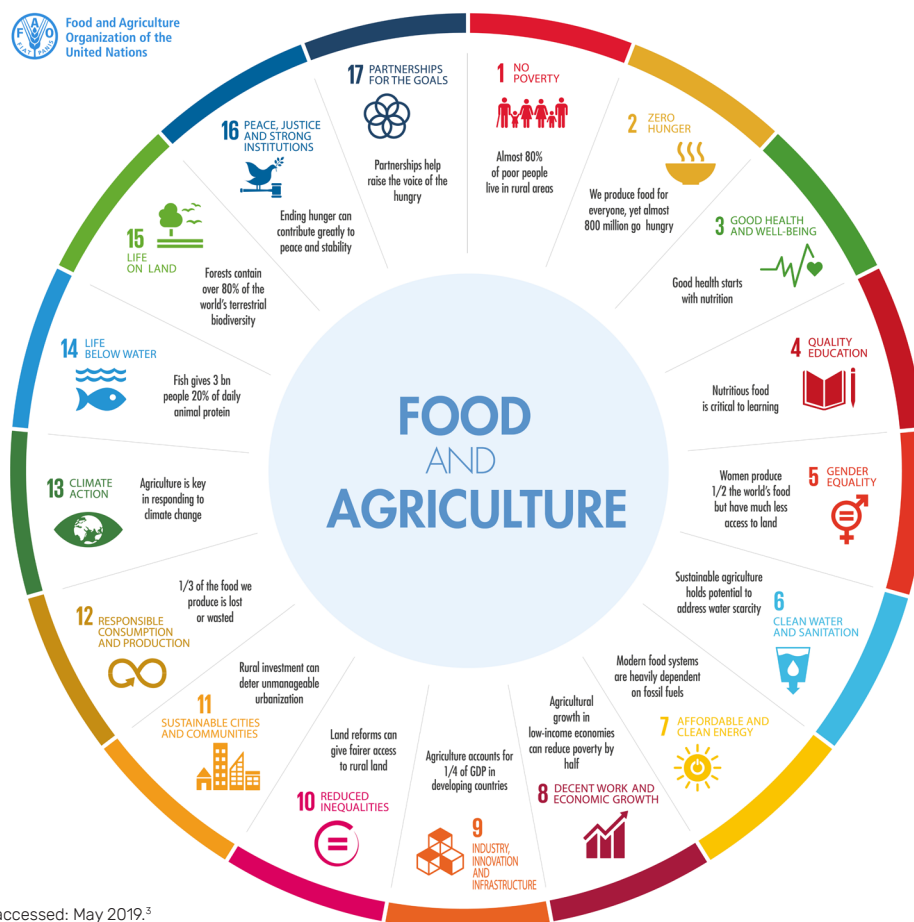 Food and Agriculture
Organization of the
United Nations
FAO
FIAT PANIS
1 NO
POVERTY
Almost 80%
of poor people
live in rural areas
2 ZERO
HUNGER
We produce food for
everyone, yet almost
800 million go hungry
3 GOOD HEALTH
AND WELL-BEING
Good health starts
with nutrition
4 QUALITY
EDUCATION
Nutritious food
is critical to learning
5 GENDER
EQUALITY
Women produce
1/2 the world's food
but have much less
access to land
6
CLEAN WATER
AND SANITATION
Sustainable agriculture
holds potential to
address water scarcity
7 AFFORDABLE AND
CLEAN ENERGY
Modern food systems
are heavily dependent
on fossil fuels
8 DECENT WORK AND
ECONOMIC GROWTH
Agricultural
growth in
low-income economies
can reduce poverty by
half
9
INDUSTRY,
INNOVATION
AND
INFRASTRUCTURE
Agriculture accounts for
1/4 of GDP in
developing countries
10 REDUCED
INEQUALITIES
Land reforms can
give fairer access
to rural land
11
SUSTAINABLE CITIES
AND COMMUNITIES
Rural investment can
deter unmanageable
urbanization
12 RESPONSIBLE
CONSUMPTION
AND PRODUCTION
1/3 of the food we
produce is lost
or wasted
13 CLIMATE
ACTION
Agriculture is key
in responding to
climate change
14 LIFE
BELOW WATER
Fish gives 3 bn
people 20% of daily
animal protein
15
LIFE
ON LAND
Forests contain
over 80% of the
world's terrestrial
biodiversity
16 PEACE, JUSTICE
AND STRONG
INSTITUTIONS
Ending hunger can
contribute greatly to
peace and stability
17 PARTNERSHIPS
FOR THE GOALS
Partnerships help
raise the voice of the
hungry
FOOD
AND
AGRICULTURE
accessed: May 2019.³